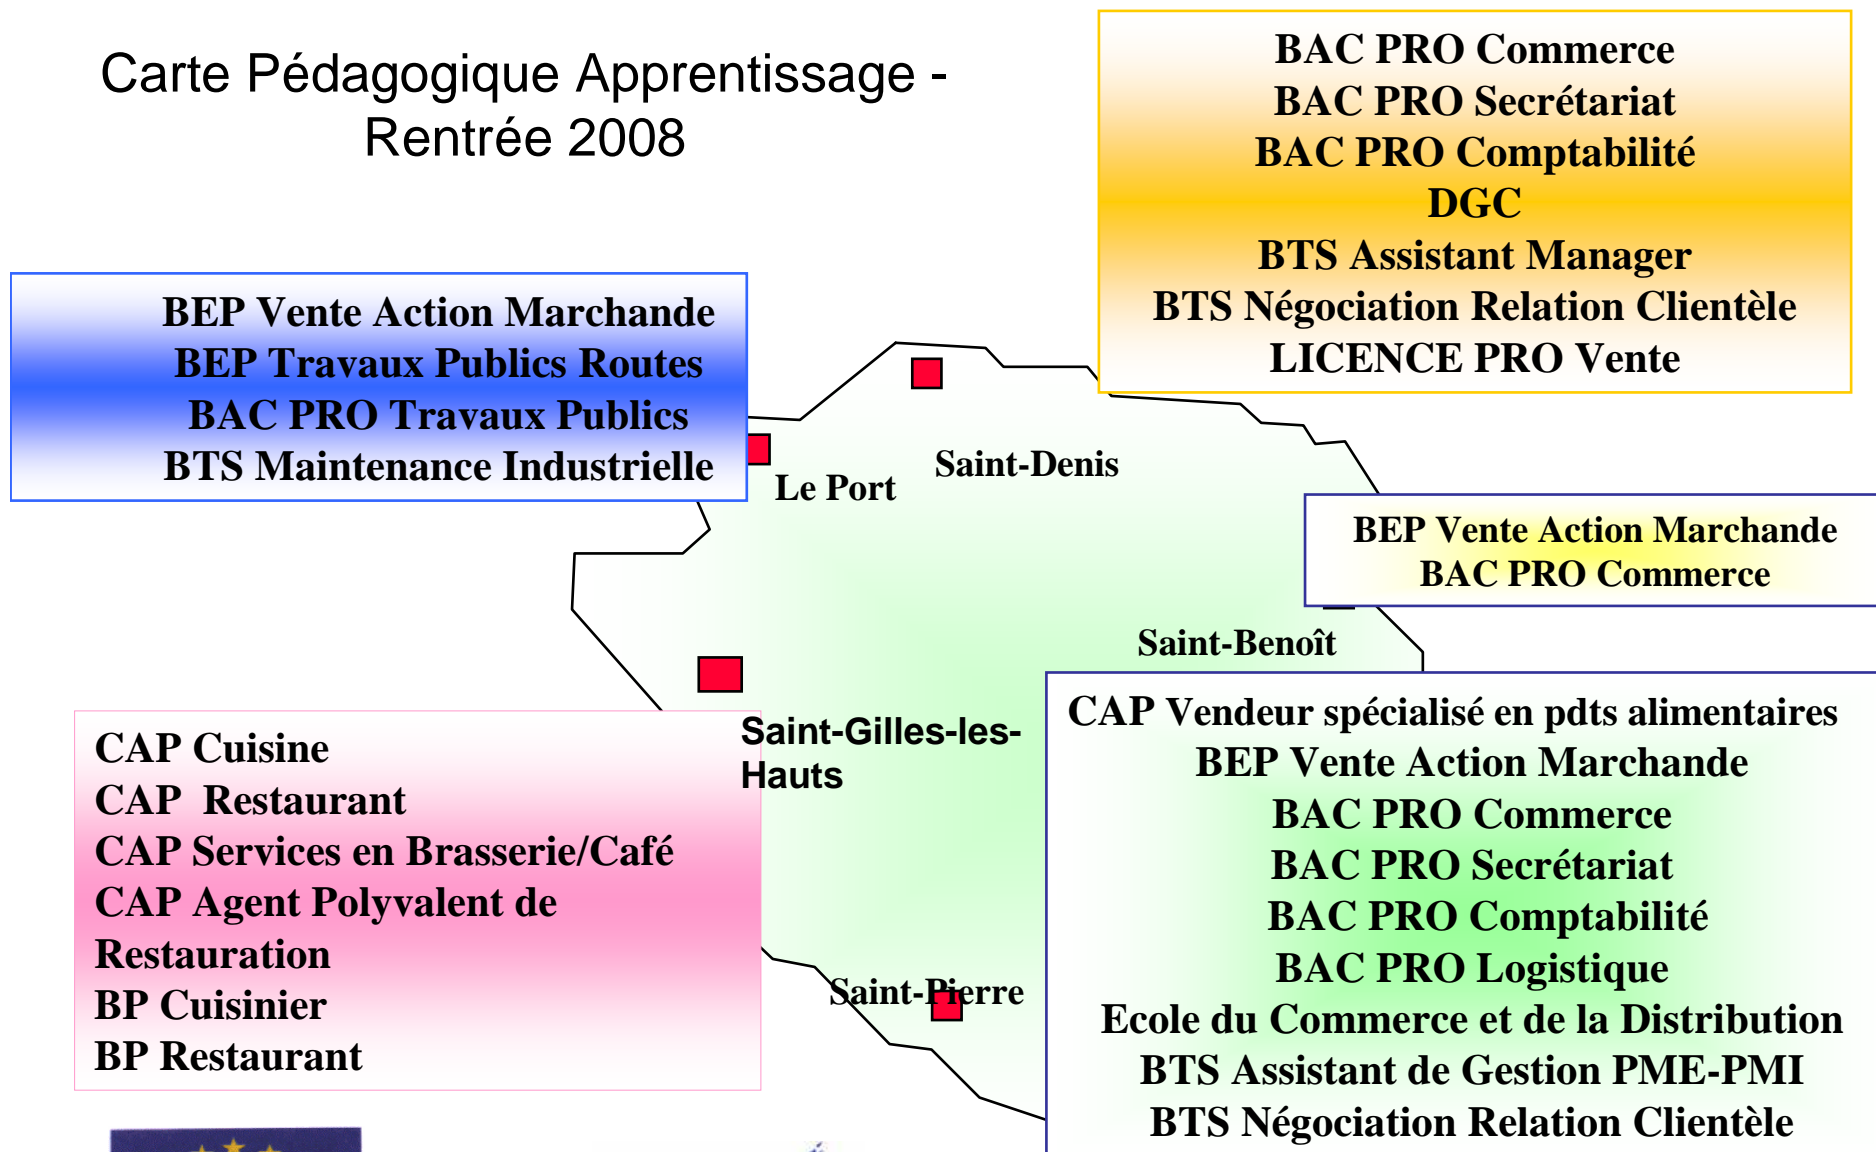 Carte Pédagogique Apprentissage -
Rentrée 2008
BAC PRO Commerce
BAC PRO Secrétariat
BAC PRO Comptabilité
DGC
BTS Assistant Manager
BTS Négociation Relation Clientèle
LICENCE PRO Vente
BEP Vente Action Marchande
BEP Travaux Publics Routes
BAC PRO Travaux Publics
BTS Maintenance Industrielle
Saint-Denis
Le Port
BEP Vente Action Marchande
BAC PRO Commerce
Saint-Benoît
Saint-Gilles-les-
Hauts
CAP Cuisine
CAP Restaurant
CAP Services en Brasserie/Café
CAP Agent Polyvalent de
Restauration
BP Cuisinier
BP Restaurant
Saint-Pierre
CAP Vendeur spécialisé en pdts alimentaires
BEP Vente Action Marchande
BAC PRO Commerce
BAC PRO Secrétariat
BAC PRO Comptabilité
BAC PRO Logistique
Ecole du Commerce et de la Distribution
BTS Assistant de Gestion PME-PMI
BTS Négociation Relation Clientèle